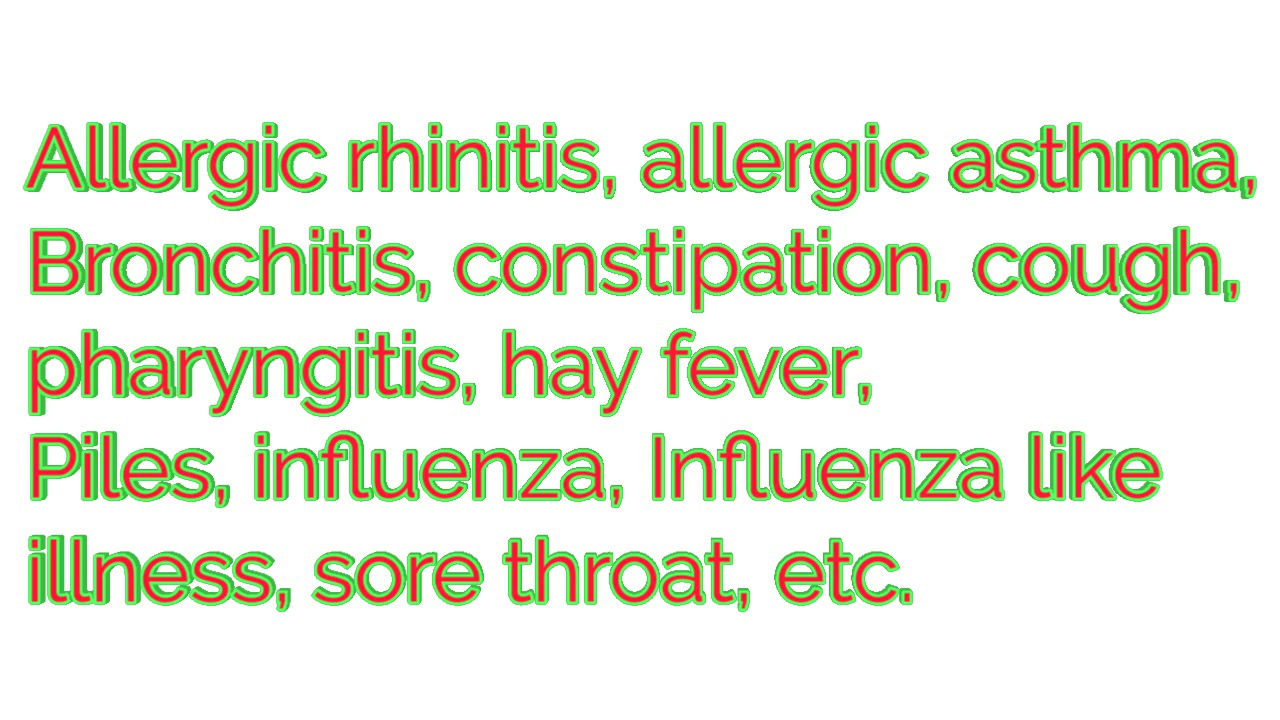 Allergic rhinitis, allergic asthma,
Bronchitis, constipation, cough,
pharyngitis, hay fever,
Piles, influenza, Influenza like
illness, sore throat, etc.